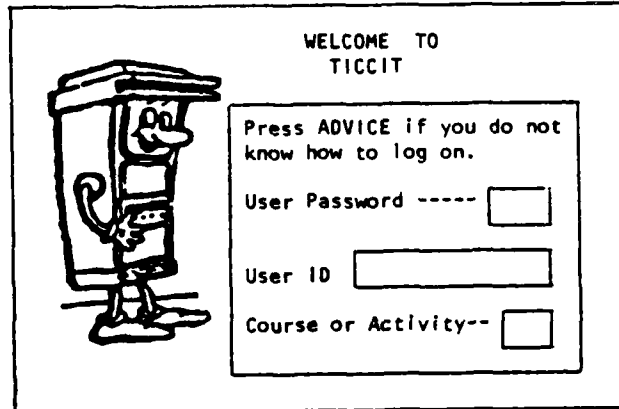 WELCOME TO
TICCIT
Press ADVICE if you do not
know how to log on.
User Password -----
User ID
Course or Activity--